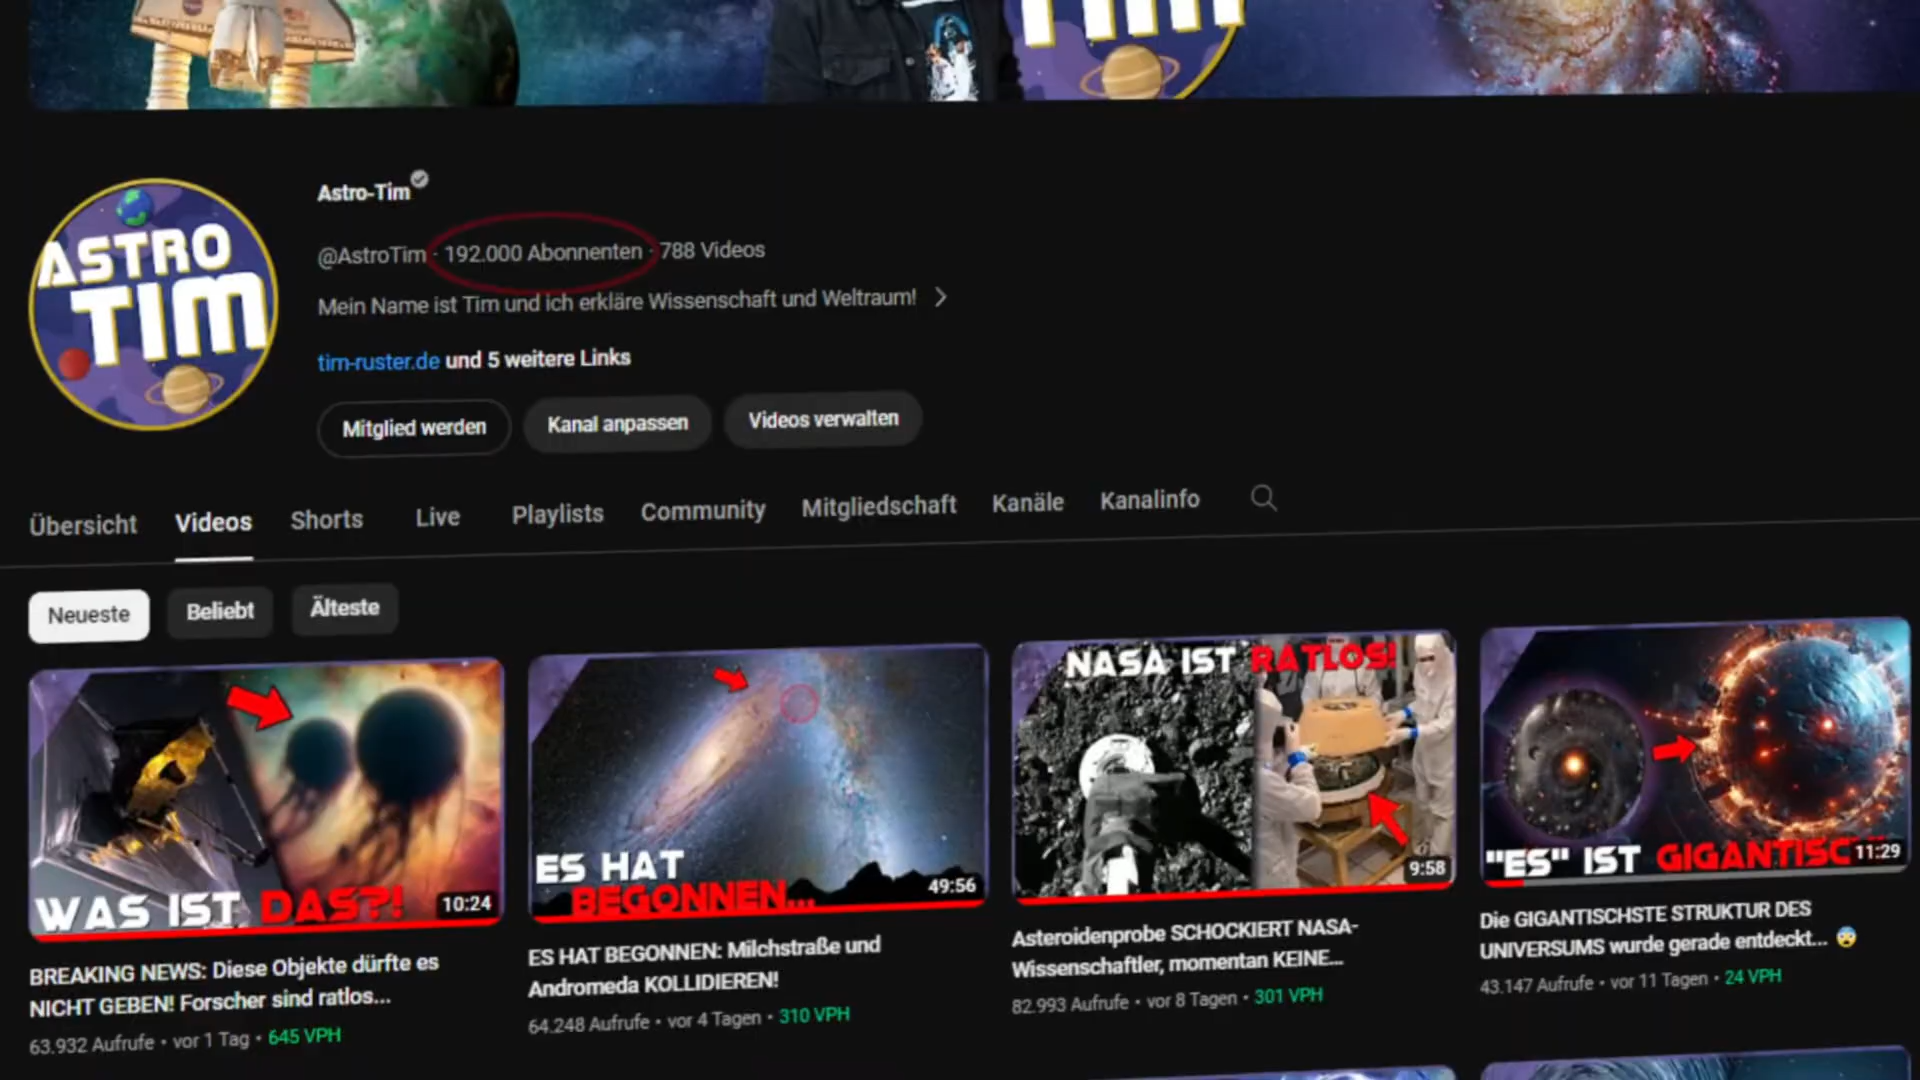 TIM
Astro-Tim
@AstroTim · 192.000 Abonnenten · 788 Videos
Mein Name ist Tim und ich erkläre Wissenschaft und Weltraum!
tim-ruster.de und 5 weitere Links
ASTRO
TIM
Mitglied werden
Kanal anpassen
Videos verwalten
Übersicht
Videos
Shorts
Live
Playlists
Community
Mitgliedschaft
Kanäle
Kanalinfo
Neueste
Beliebt
Älteste
WAS IST DAS?!
10:24
BREAKING NEWS: Diese Objekte dürfte es
NICHT GEBEN! Forscher sind ratlos...
63.932 Aufrufe • vor 1 Tag • 645 VPH
ES HAT
BEGONNEN...
49:56
ES HAT BEGONNEN: Milchstraße und
Andromeda KOLLIDIEREN!
64.248 Aufrufe • vor 4 Tagen • 310 VPH
NASA IST RATLOS!
9:58
Asteroidenprobe SCHOCKIERT NASA-
Wissenschaftler, momentan KEINE...
82.993 Aufrufe • vor 8 Tagen • 301 VPH
"ES" IST GIGANTISC
11:29
Die GIGANTISCHSTE STRUKTUR DES
UNIVERSUMS wurde gerade entdeckt... 😨
43.147 Aufrufe • vor 11 Tagen • 24 VPH